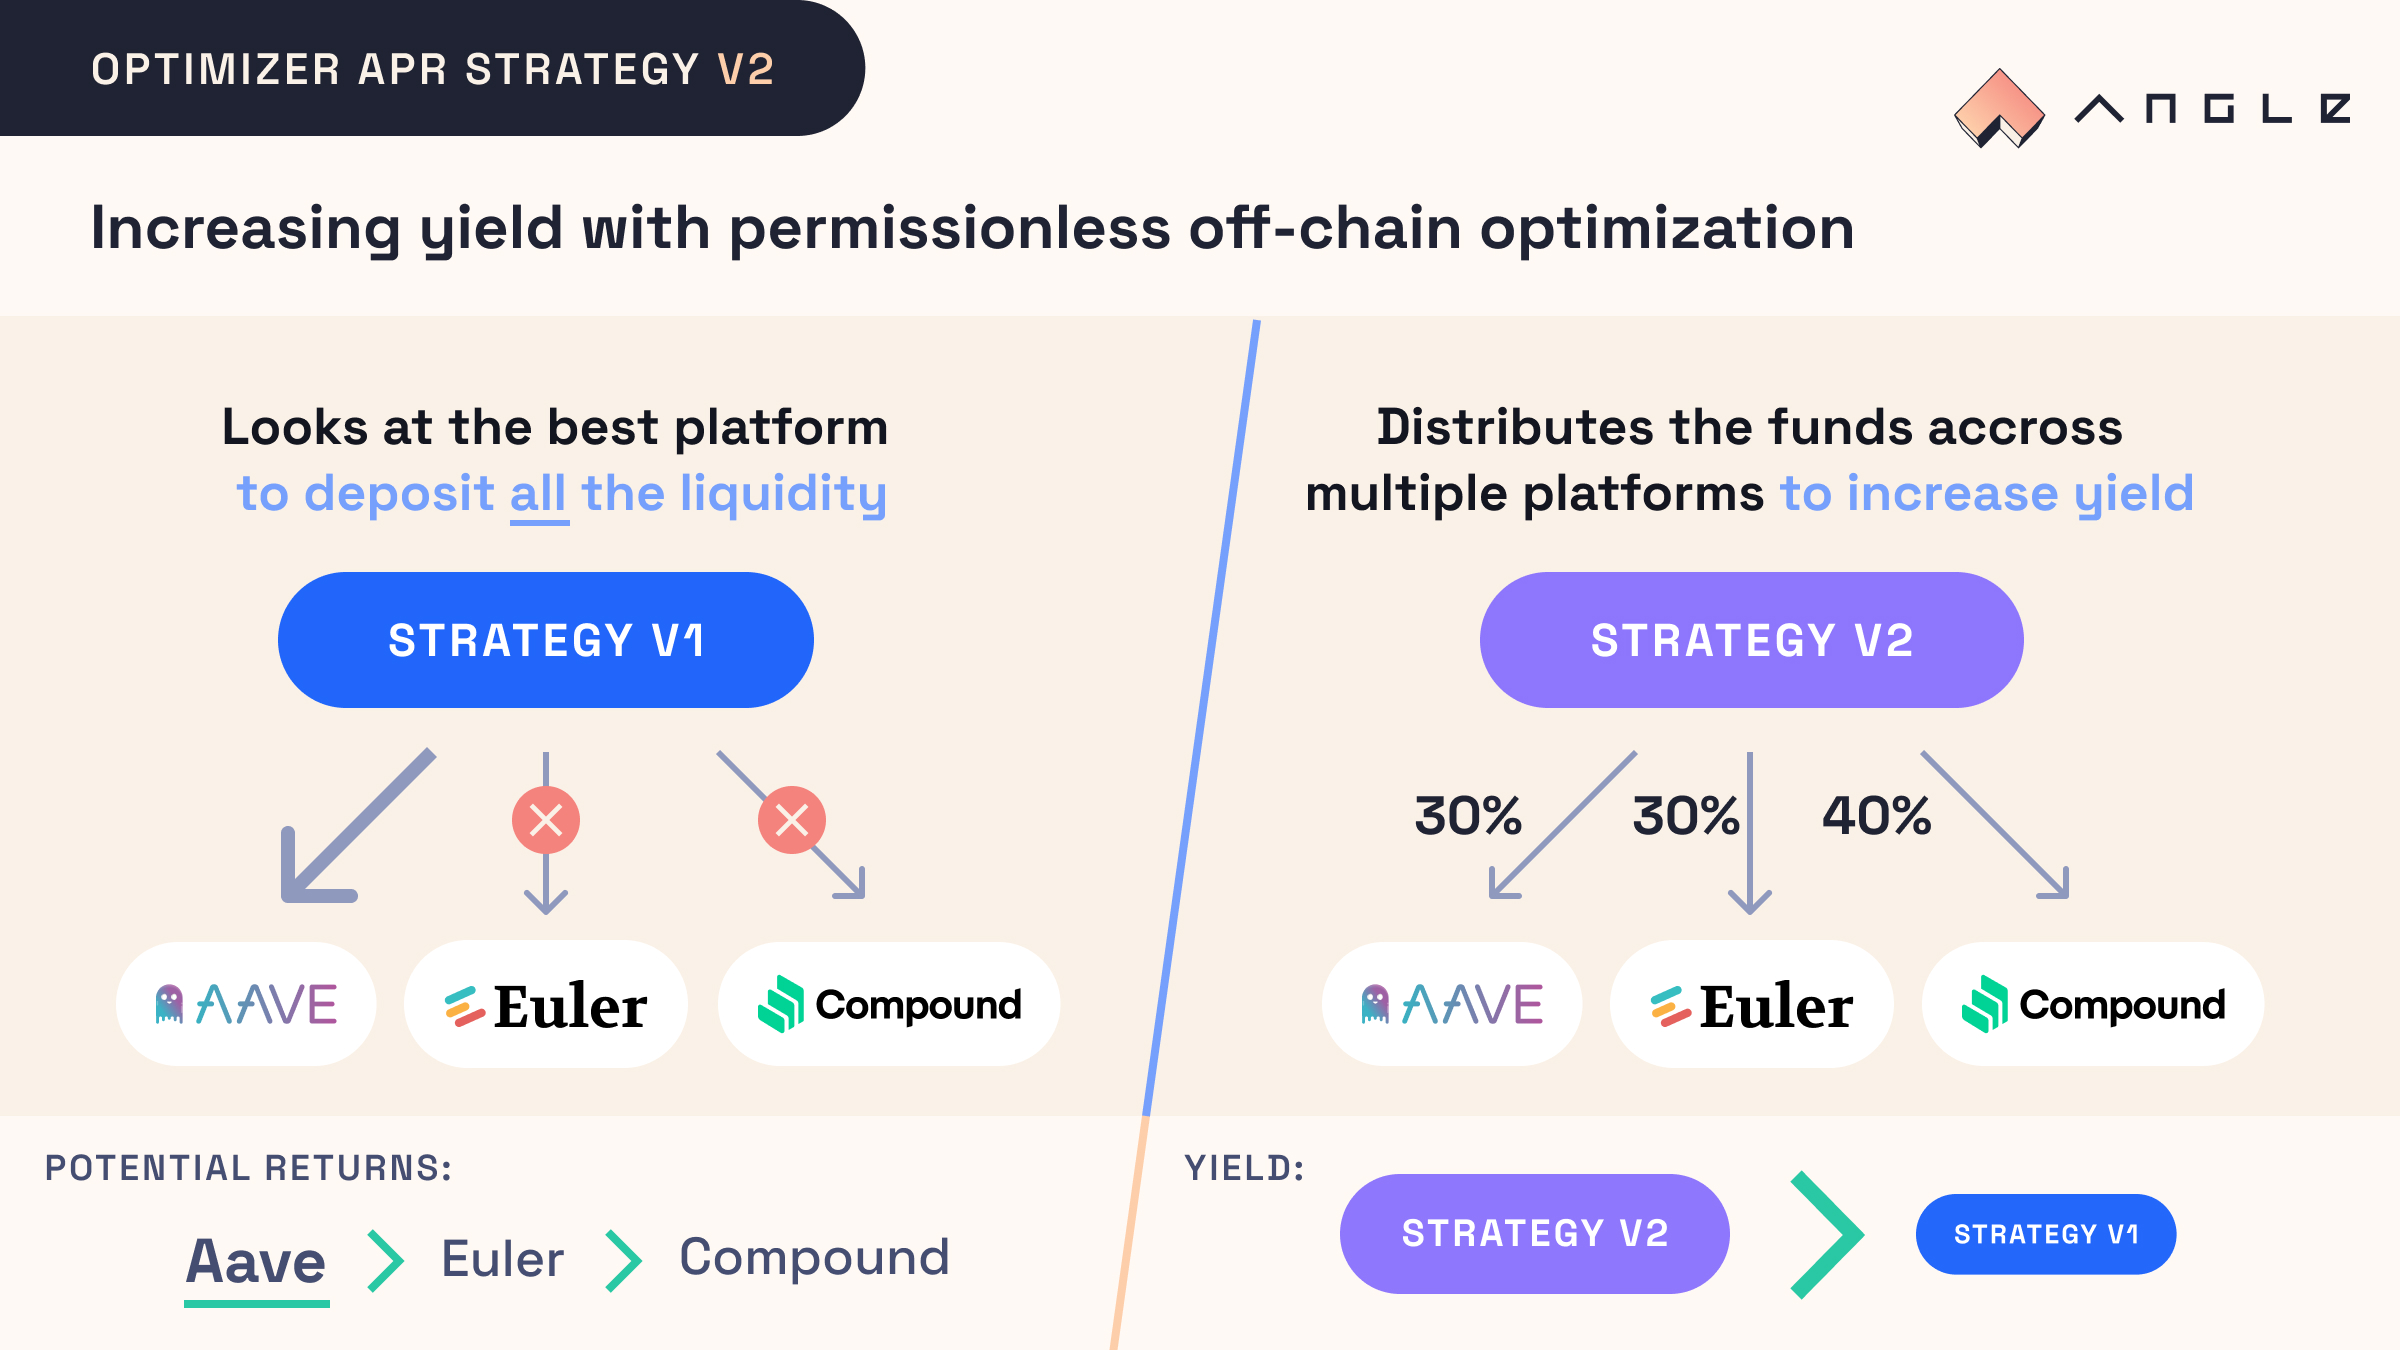 OPTIMIZER APR STRATEGY V2
ANGLE
Increasing yield with permissionless off-chain optimization
Looks at the best platform
to deposit all the liquidity
STRATEGY V1
AAVE
Euler
Compound
Distributes the funds accross
multiple platforms to increase yield
STRATEGY V2
30%
30%
40%
AAVE
Euler
Compound
POTENTIAL RETURNS:
Aave > Euler > Compound
YIELD:
STRATEGY V2 > STRATEGY V1